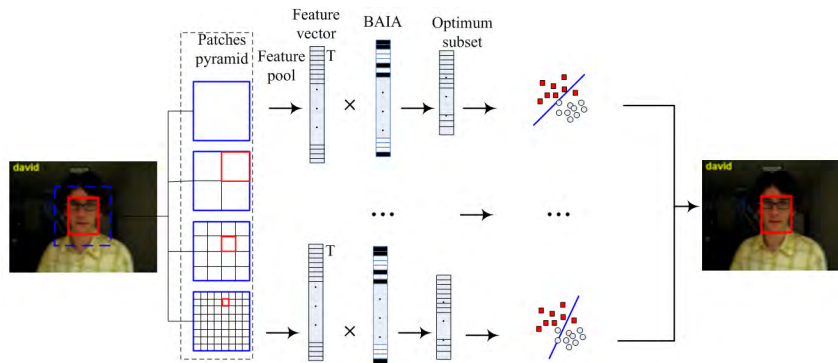 Patches
pyramid
Feature
pool
Feature
vector
T
BAIA
Optimum
subset
×
...
...
david
david
T
×